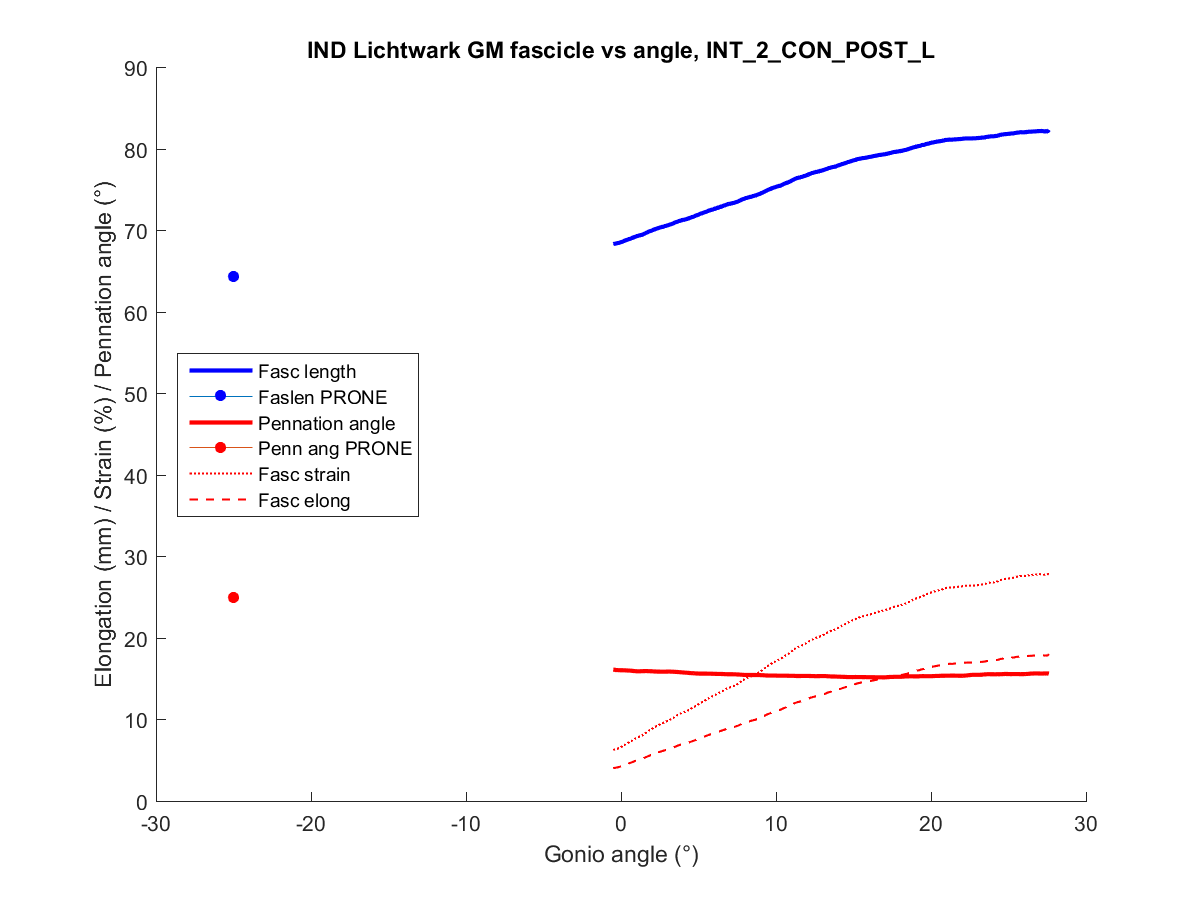 IND Lichtwark GM fascicle vs angle, INT_2_CON_POST_L
Elongation (mm) / Strain (%) / Pennation angle (°)
90
80
70
60
50
40
30
20
10
0
Fasc length
Faslen PRONE
Pennation angle
Penn ang PRONE
Fasc strain
Fasc elong
-30
-20
-10
0
10
20
30
Gonio angle (°)